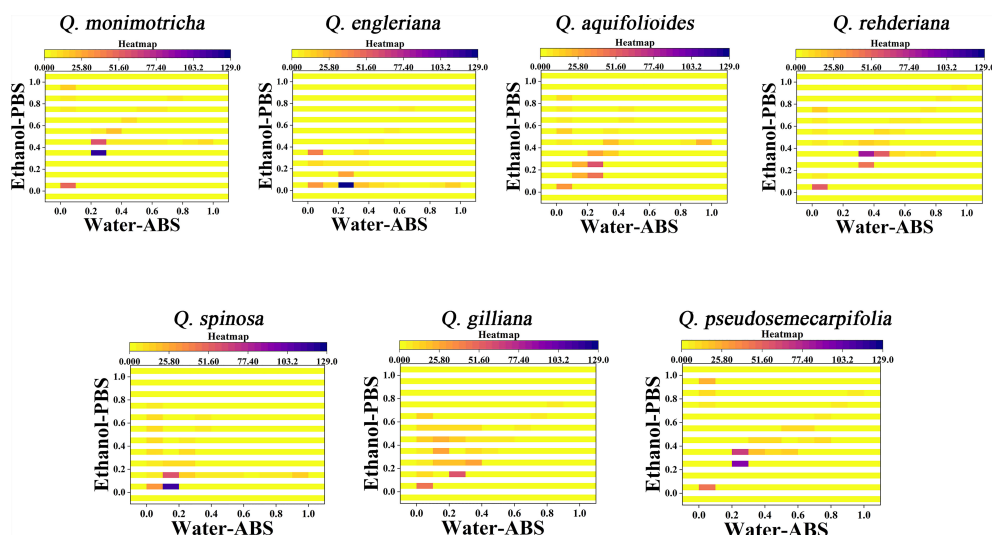 Q. monimotricha
Heatmap
0.000 25.80 51.60 77.40 103.2 129.0
Ethanol-PBS
1.0
0.8
0.6
0.4
0.2
0.0
0.0 0.2 0.4 0.6 0.8 1.0
Water-ABS
Q. engleriana
Heatmap
0.000 25.80 51.60 77.40 103.2 129.0
Ethanol-PBS
1.0
0.8
0.6
0.4
0.2
0.0
0.0 0.2 0.4 0.6 0.8 1.0
Water-ABS
Q. aquifolioides
Heatmap
0.000 25.80 51.60 77.40 103.2 129.0
Ethanol-PBS
1.0
0.8
0.6
0.4
0.2
0.0
0.0 0.2 0.4 0.6 0.8 1.0
Water-ABS
Q. rehderiana
Heatmap
0.000 25.80 51.60 77.40 103.2 129.0
Ethanol-PBS
1.0
0.8
0.6
0.4
0.2
0.0
0.0 0.2 0.4 0.6 0.8 1.0
Water-ABS
Q. spinosa
Heatmap
0.000 25.80 51.60 77.40 103.2 129.0
Ethanol-PBS
1.0
0.8
0.6
0.4
0.2
0.0
0.0 0.2 0.4 0.6 0.8 1.0
Water-ABS
Q. gilliana
Heatmap
0.000 25.80 51.60 77.40 103.2 129.0
Ethanol-PBS
1.0
0.8
0.6
0.4
0.2
0.0
0.0 0.2 0.4 0.6 0.8 1.0
Water-ABS
Q. pseudosemecarpifolia
Heatmap
0.000 25.80 51.60 77.40 103.2 129.0
Ethanol-PBS
1.0
0.8
0.6
0.4
0.2
0.0
0.0 0.2 0.4 0.6 0.8 1.0
Water-ABS